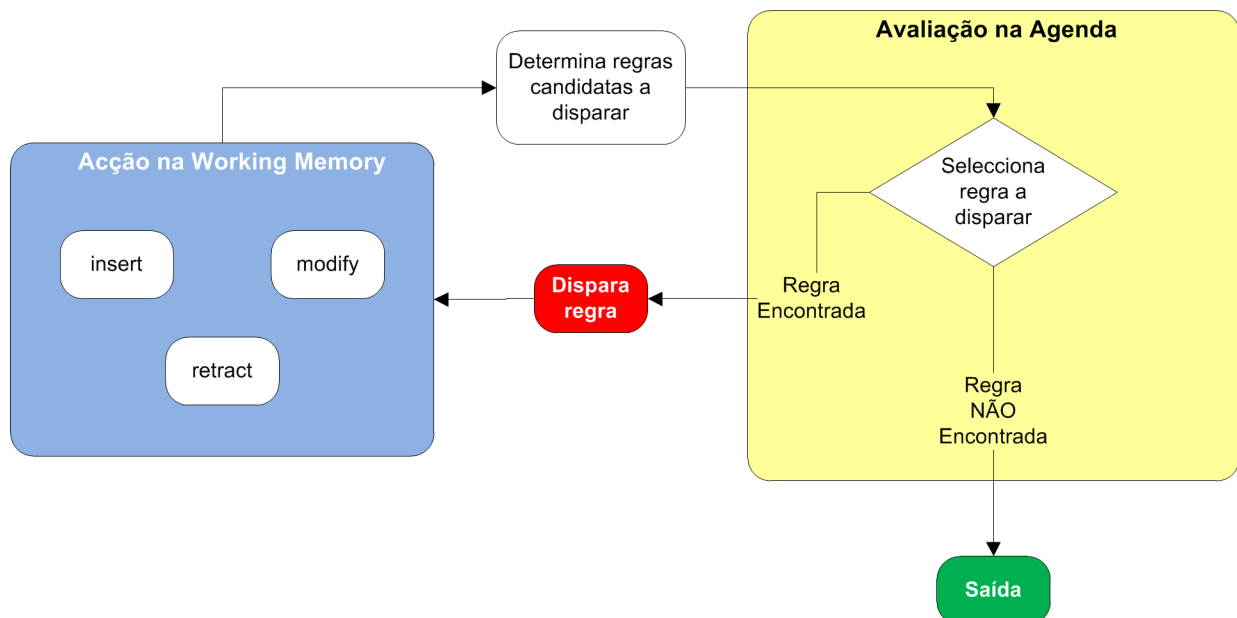 Avaliação na Agenda
Determina regras
candidatas a
disparar
Acção na Working Memory
Selecciona
regra a
disparar
insert
modify
Dispara
regra
Regra
Encontrada
retract
Regra
NÃO
Encontrada
Saída